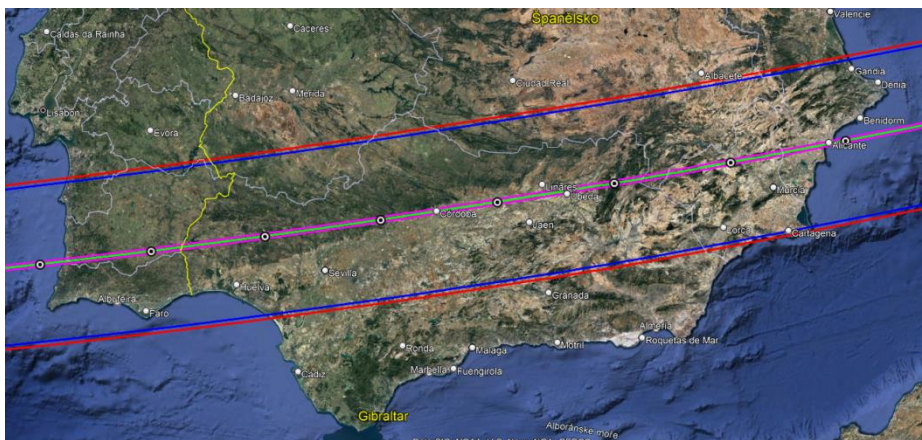 Španělsko
Valencie
Cáceres
Caldas da Rainha
Albacete
Gandia
Ciudad Real
Denia
Mérida
Badajoz
Lisabon
Benidorm
Évora
Alicante
Linares
Úbeda
Murcia
Córdoba
Jaén
Lorca
Cartagena
Sevilla
Huelva
Granada
Albufeira
Faro
Almería
Roquetas de Mar
Motril
Ronda
Málaga
Marbella
Fuengirola
Cádiz
Gibraltar
Alboránské moře